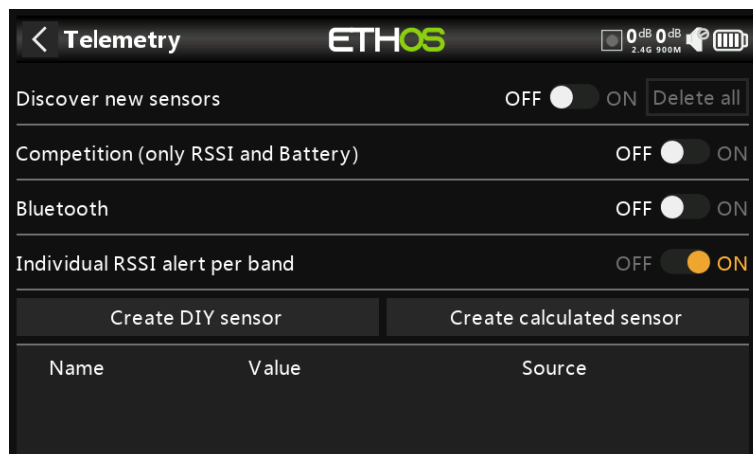 Telemetry ETHOS 0dB 0dB 2.4G 900M
Discover new sensors OFF ON Delete all
Competition (only RSSI and Battery) OFF ON
Bluetooth OFF ON
Individual RSSI alert per band OFF ON
Create DIY sensor Create calculated sensor
Name Value Source